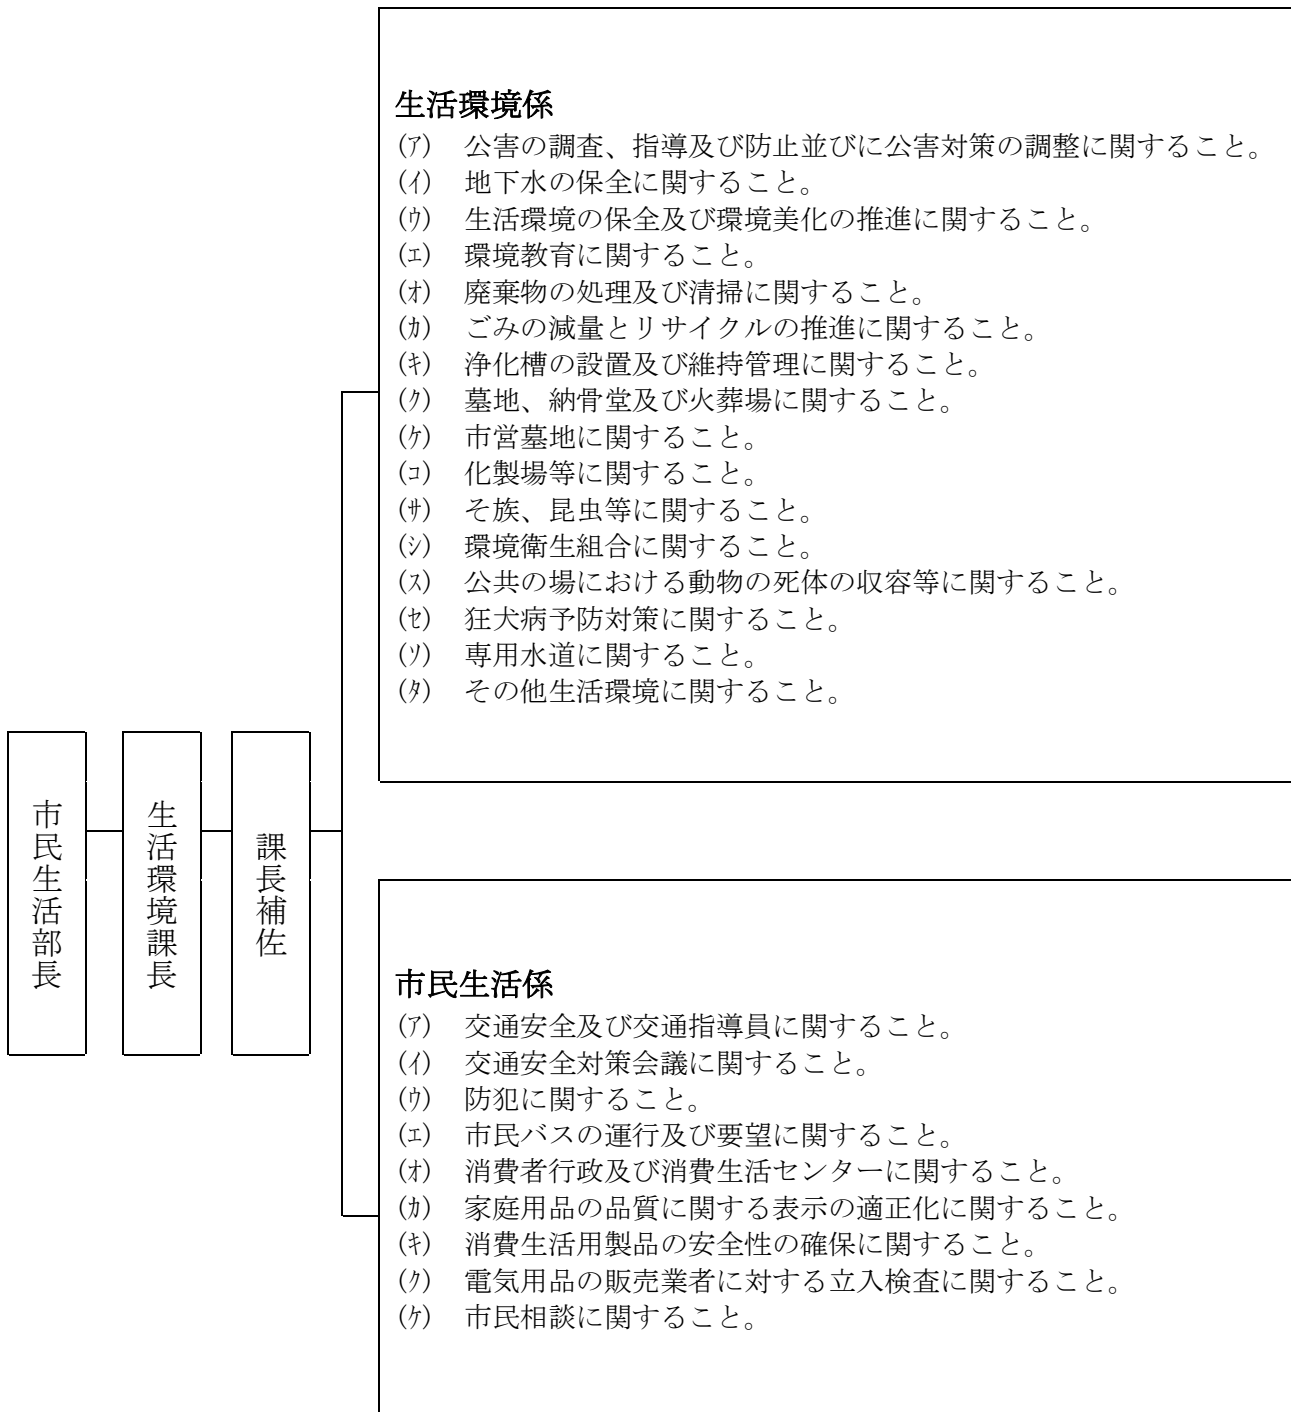 生活環境係
㋐ 公害の調査、指導及び防止並びに公害対策の調整に関すること。
(ｲ) 地下水の保全に関すること。
(ｳ) 生活環境の保全及び環境美化の推進に関すること。
(ｴ) 環境教育に関すること。
(ｵ) 廃棄物の処理及び清掃に関すること。
(ｶ) ごみの減量とリサイクルの推進に関すること。
(ｷ) 浄化槽の設置及び維持管理に関すること。
(ｸ) 墓地、納骨堂及び火葬場に関すること。
(ｹ) 市営墓地に関すること。
(ｺ) 化製場等に関すること。
(ｻ) そ族、昆虫等に関すること。
(ｼ) 環境衛生組合に関すること。
(ｽ) 公共の場における動物の死体の収容等に関すること。
(ｾ) 狂犬病予防対策に関すること。
(ｿ) 専用水道に関すること。
(ﾀ) その他生活環境に関すること。
市民生活部長
生活環境課長
課長補佐
市民生活係
(ｱ) 交通安全及び交通指導員に関すること。
(ｲ) 交通安全対策会議に関すること。
(ｳ) 防犯に関すること。
(ｴ) 市民バスの運行及び要望に関すること。
(ｵ) 消費者行政及び消費生活センターに関すること。
(ｶ) 家庭用品の品質に関する表示の適正化に関すること。
(ｷ) 消費生活用製品の安全性の確保に関すること。
(ｸ) 電気用品の販売業者に対する立入検査に関すること。
(ｹ) 市民相談に関すること。